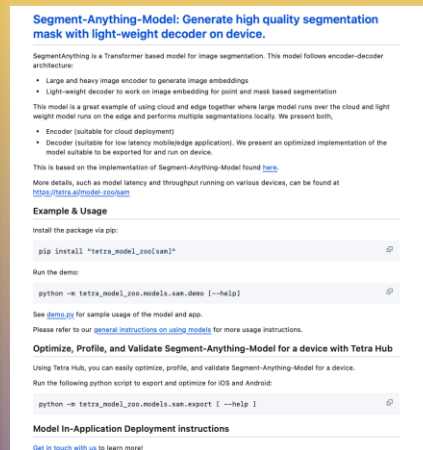 Segment-Anything-Model: Generate high quality segmentation
mask with light-weight decoder on device.
SegmentAnything is a Transformer based model for image segmentation. This model follows encoder-decoder
architecture:
• Large and heavy image encoder to generate image embeddings
• Light-weight decoder to work on image embedding for point and mask based segmentation
This model is a great example of using cloud and edge together where large model runs over the cloud and light
weight model runs on the edge and performs multiple segmentations locally. We present both,
• Encoder (suitable for cloud deployment)
• Decoder (suitable for low latency mobile/edge application). We present an optimized implementation of the
model suitable to be exported for and run on device.
This is based on the implementation of Segment-Anything-Model found here.
More details, such as model latency and throughput running on various devices, can be found at
https://tetra.ai/model-zoo/sam
Example & Usage
Install the package via pip:
pip install "tetra_model_zoo[sam]"
Run the demo:
python -m tetra_model_zoo.models.sam.demo [--help]
See demo.py for sample usage of the model and app.
Please refer to our general instructions on using models for more usage instructions.
Optimize, Profile, and Validate Segment-Anything-Model for a device with Tetra Hub
Using Tetra Hub, you can easily optimize, profile, and validate Segment-Anything-Model for a device.
Run the following python script to export and optimize for iOS and Android:
python -m tetra_model_zoo.models.sam.export [ --help ]
Model In-Application Deployment instructions
Get in touch with us to learn more!